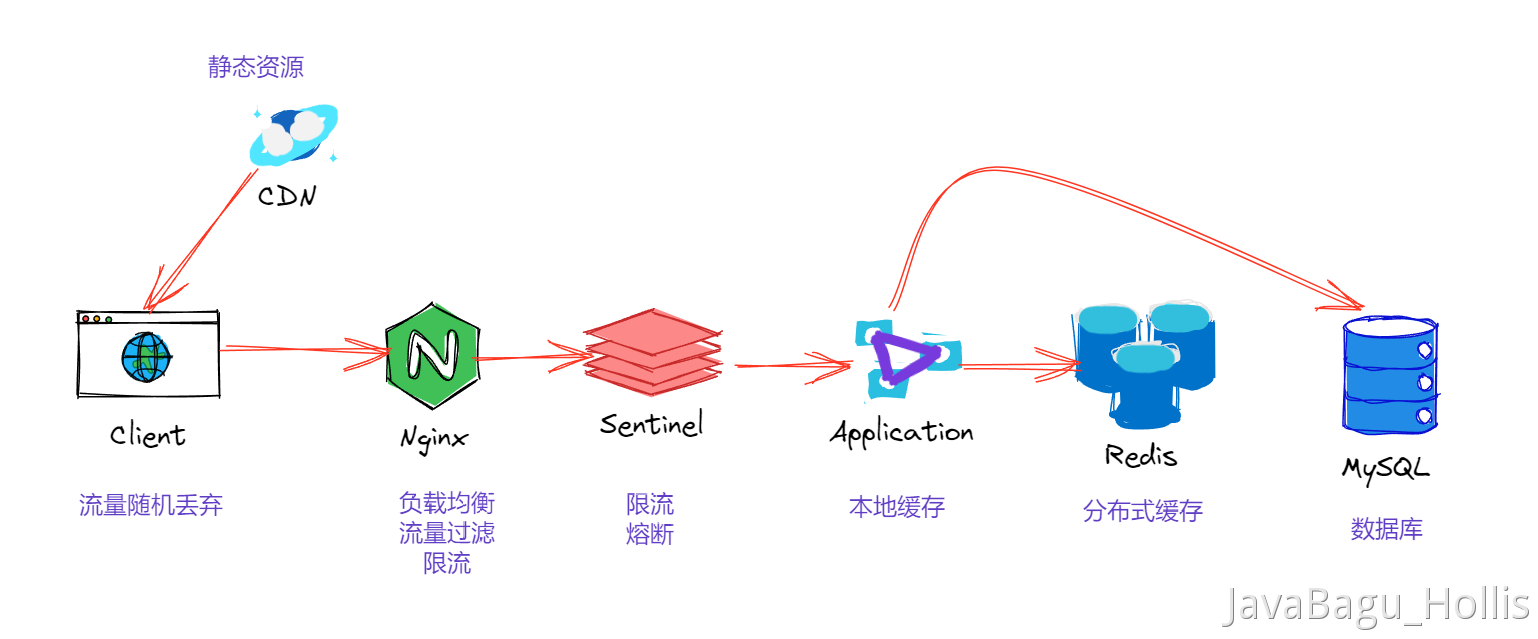 静态资源
CDN
Client
Nginx
Sentinel
Application
Redis
MySQL
流量随机丢弃
负载均衡
流量过滤
限流
限流
熔断
本地缓存
分布式缓存
数据库
JavaBagu_Hollis